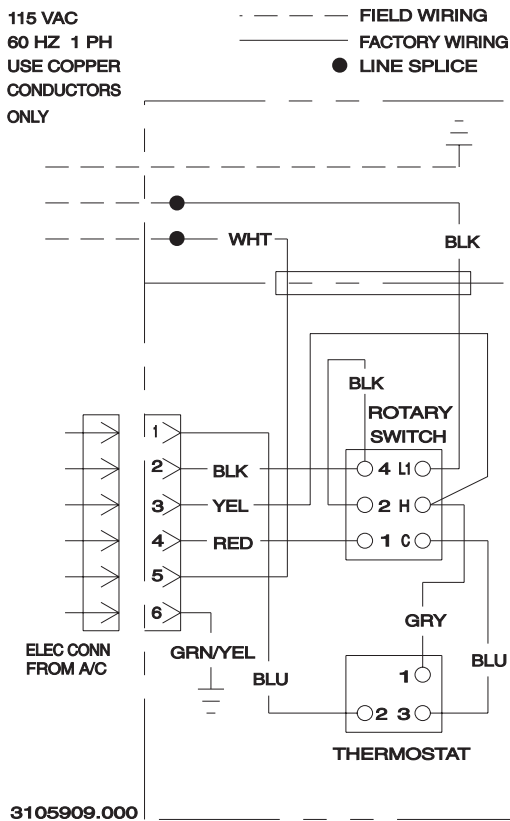 115 VAC
60 HZ 1 PH
USE COPPER
CONDUCTORS
ONLY
FIELD WIRING
FACTORY WIRING
LINE SPLICE
WHT
BLK
BLK
ROTARY
SWITCH
1
2 BLK 4 L1
3 YEL 2 H
4 RED 1 C
5
6
GRY
ELEC CONN
FROM A/C
GRN/YEL
BLU
BLU
1
2 3
THERMOSTAT
3105909.000